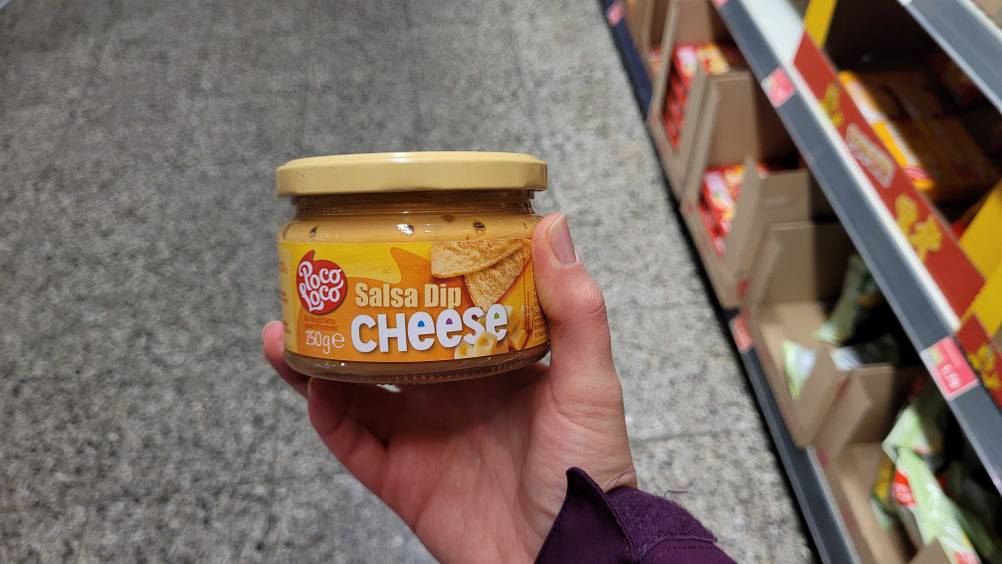 Poco
Loco
Salsa Dip
CHeese
250g e